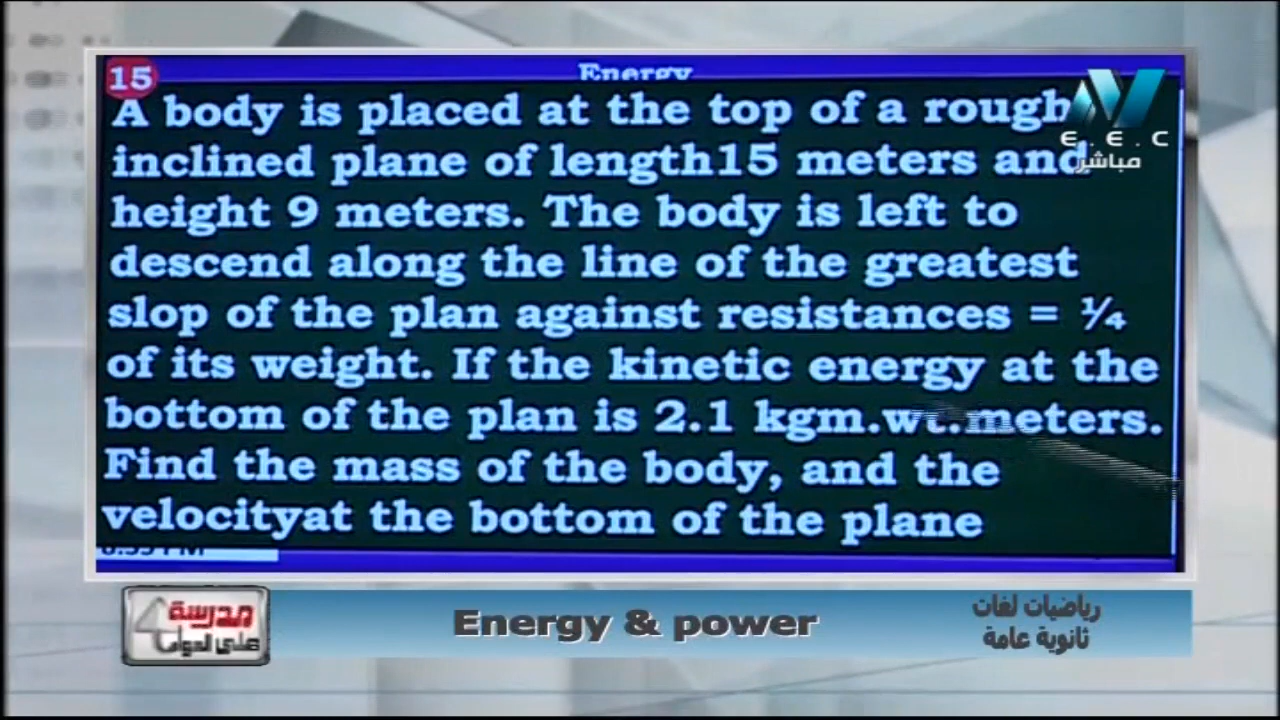 15
Energy
A body is placed at the top of a rough
inclined plane of length15 meters and
height 9 meters. The body is left to
descend along the line of the greatest
slop of the plan against resistances = ¼
of its weight. If the kinetic energy at the
bottom of the plan is 2.1 kgm.wt.meters.
Find the mass of the body, and the
velocityat the bottom of the plane
E.E.C
مباشر
مدرسة
على الهواء
4
Energy & power
رياضيات لغات
ثانوية عامة